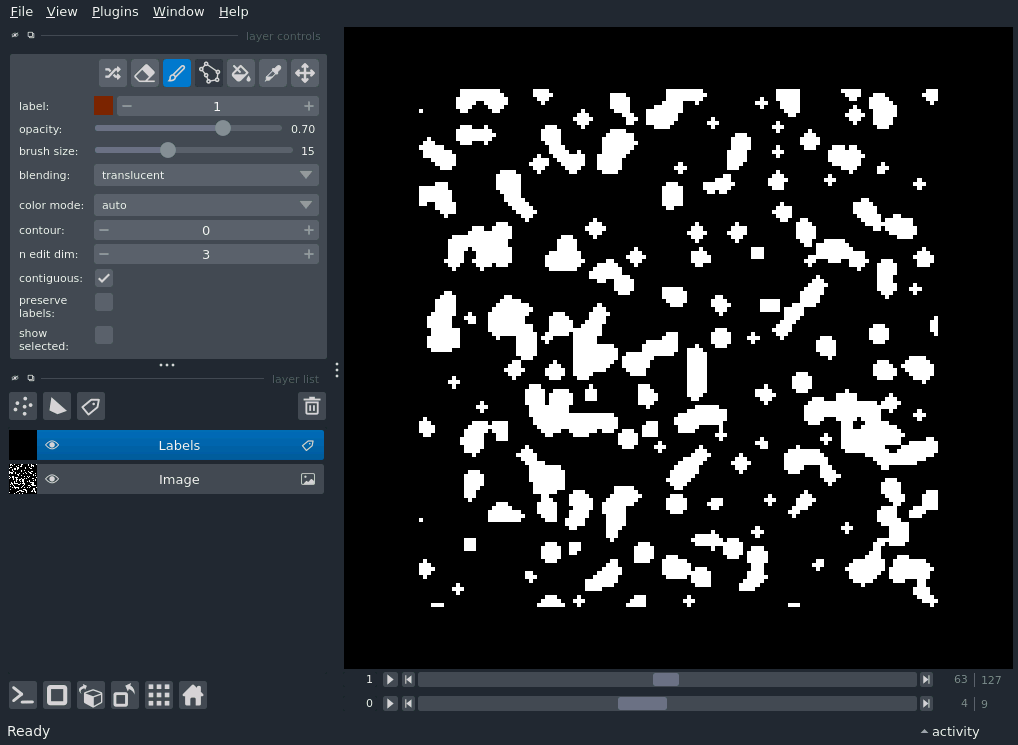 File View Plugins Window Help
layer controls
label: 1
opacity: 0.70
brush size: 15
blending: translucent
color mode: auto
contour: 0
n edit dim: 3
contiguous:
preserve
labels:
show
selected:
layer list
Labels
Image
1 63 127
0 4 9
Ready activity